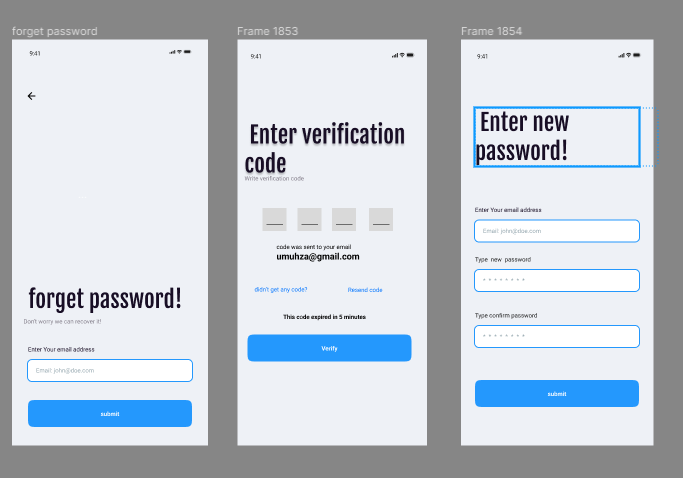 forget password
9:41
forget password!
Don't worry we can recover it!
Enter Your email address
Email: john@doe.com
submit
Frame 1853
9:41
Enter verification
code
Write verification code
code was sent to your email
umuhza@gmail.com
didn't get any code?
Resend code
This code expired in 5 minutes
Verify
Frame 1854
9:41
Enter new
password!
Enter Your email address
Email: john@doe.com
Type new password
Type confirm password
submit